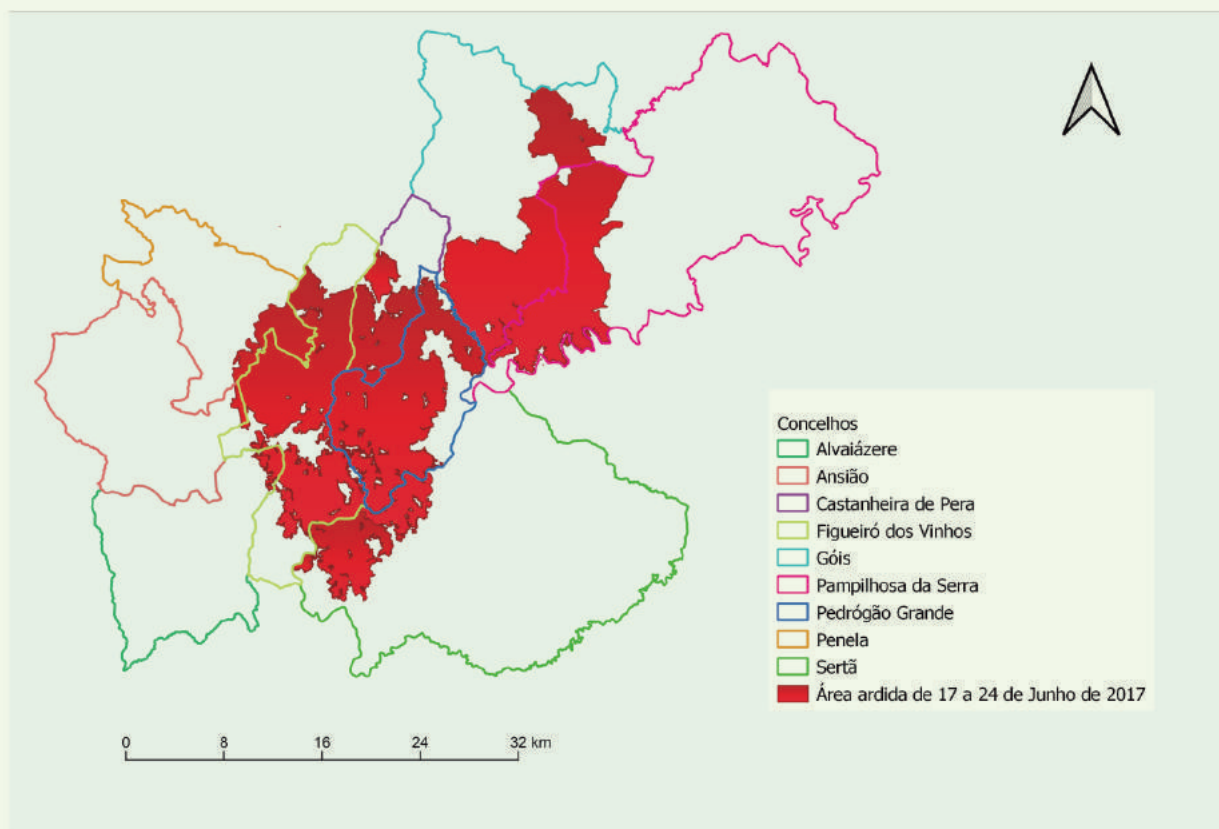 Concelhos
Alvaiázere
Ansião
Castanheira de Pera
Figueiró dos Vinhos
Góis
Pampilhosa da Serra
Pedrógão Grande
Penela
Sertã
Área ardida de 17 a 24 de Junho de 2017
0 8 16 24 32 km